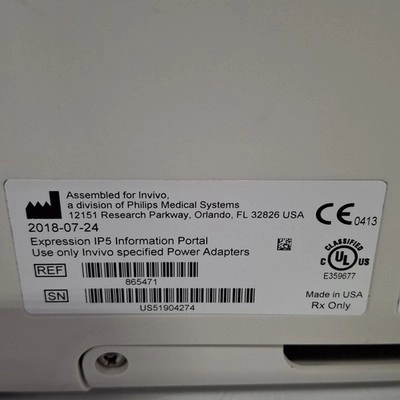 Assembled for Invivo,
a division of Philips Medical Systems
12151 Research Parkway, Orlando, FL 32826 USA
2018-07-24
CE 0413
Expression IP5 Information Portal
Use only Invivo specified Power Adapters
CLASSIFIED
C UL US
E359677
REF
865471
SN
US51904274
Made in USA
Rx Only